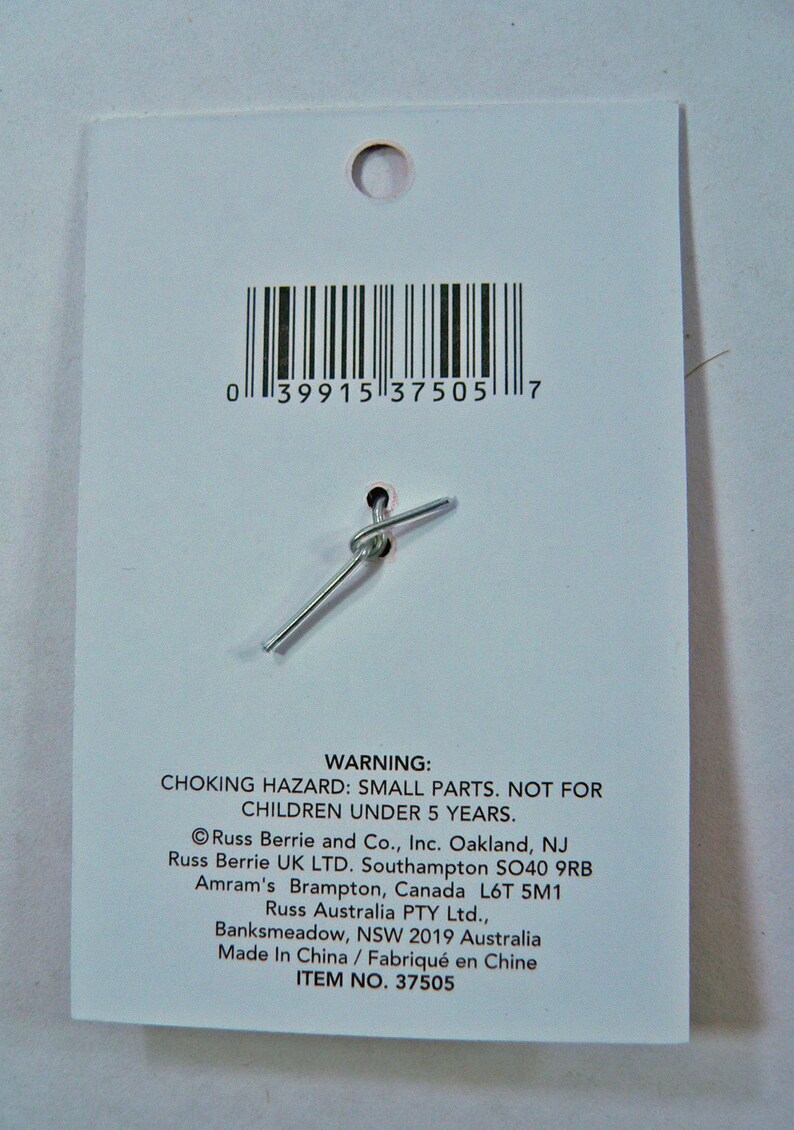 0 39915 37505 7
WARNING:
CHOKING HAZARD: SMALL PARTS. NOT FOR
CHILDREN UNDER 5 YEARS.
©Russ Berrie and Co., Inc. Oakland, NJ
Russ Berrie UK LTD. Southampton SO40 9RB
Amram's Brampton, Canada L6T 5M1
Russ Australia PTY Ltd.,
Banksmeadow, NSW 2019 Australia
Made In China / Fabriqué en Chine
ITEM NO. 37505